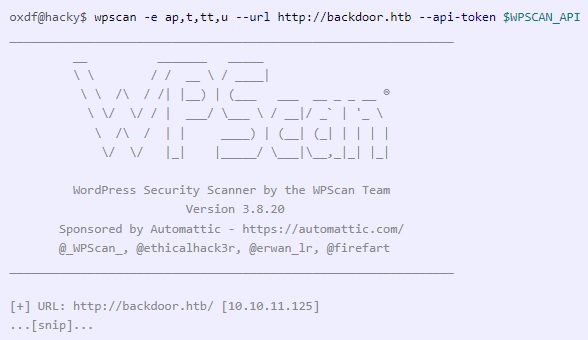 oxdf@hacky$ wpscan -e ap,t,tt,u --url http://backdoor.htb --api-token $WPSCAN_API
_______________________________________________________________
         __          _______   _____
         \ \        / /  __ \ / ____|
          \ \  /\  / /| |__) | (___   ___  __ _ _ __ ®
           \ \/  \/ / |  ___/ \___ \ / __|/ _` | '_ \
            \  /\  /  | |     ____) | (__| (_| | | | |
             \/  \/   |_|    |_____/ \___|\__,_|_| |_|
WordPress Security Scanner by the WPScan Team
Version 3.8.20
Sponsored by Automattic - https://automattic.com/
@_WPScan_, @ethicalhack3r, @erwan_lr, @firefart
_______________________________________________________________
[+] URL: http://backdoor.htb/ [10.10.11.125]
...[snip]...